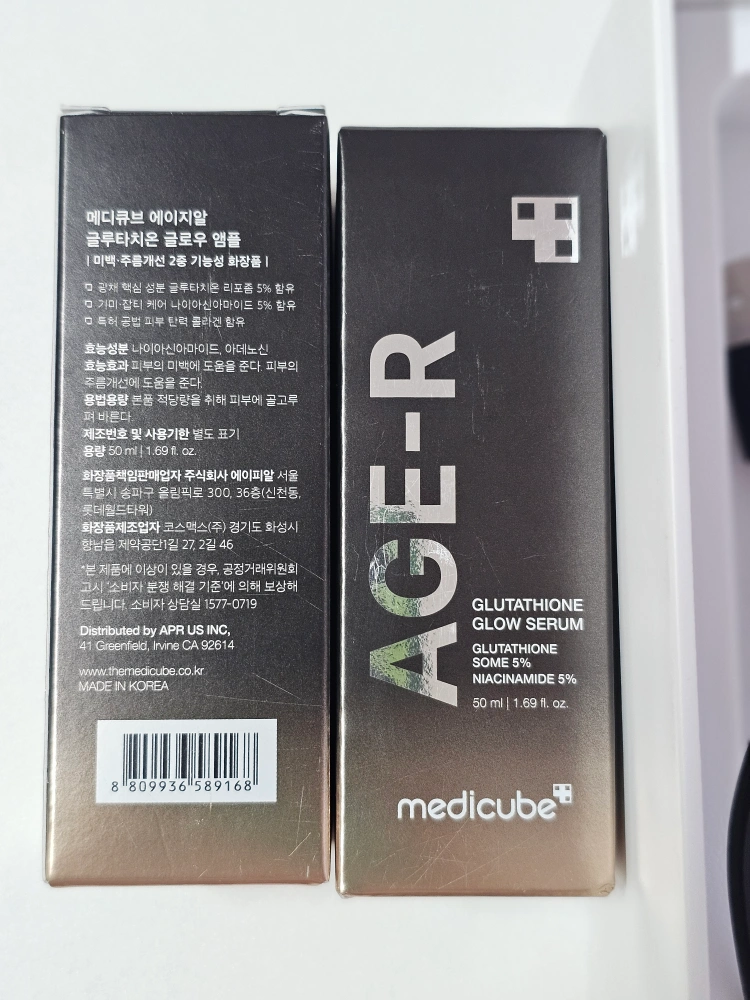 메디큐브 에이지알
글루타치온 글로우 앰플
| 미백·주름개선 2중 기능성 화장품 |
광채 핵심 성분 글루타치온 리포좀 5% 함유
기미·잡티 케어 나이아신아마이드 5% 함유
특허 공법 피부 탄력 콜라겐 함유
효능성분 나이아신아마이드, 아데노신
효능효과 피부의 미백에 도움을 준다. 피부의
주름개선에 도움을 준다.
용법용량 본품 적당량을 취해 피부에 골고루
펴 바른다.
제조번호 및 사용기한 별도 표기
용량 50 ml | 1.69 fl. oz.
화장품책임판매업자 주식회사 에이피알 서울
특별시 송파구 올림픽로 300, 36층(신천동,
롯데월드타워)
화장품제조업자 코스맥스(주) 경기도 화성시
향남읍 제약공단1길 27, 2길 46
*본 제품에 이상이 있을 경우, 공정거래위원회
고시 '소비자 분쟁 해결 기준'에 의해 보상해
드립니다. 소비자 상담실 1577-0719
Distributed by APR US INC,
41 Greenfield, Irvine CA 92614
www.themedicube.co.kr
MADE IN KOREA
8 809936 589168
AGE-R
GLUTATHIONE
GLOW SERUM
GLUTATHIONE
SOME 5%
NIACINAMIDE 5%
50 ml | 1.69 fl. oz.
medicube